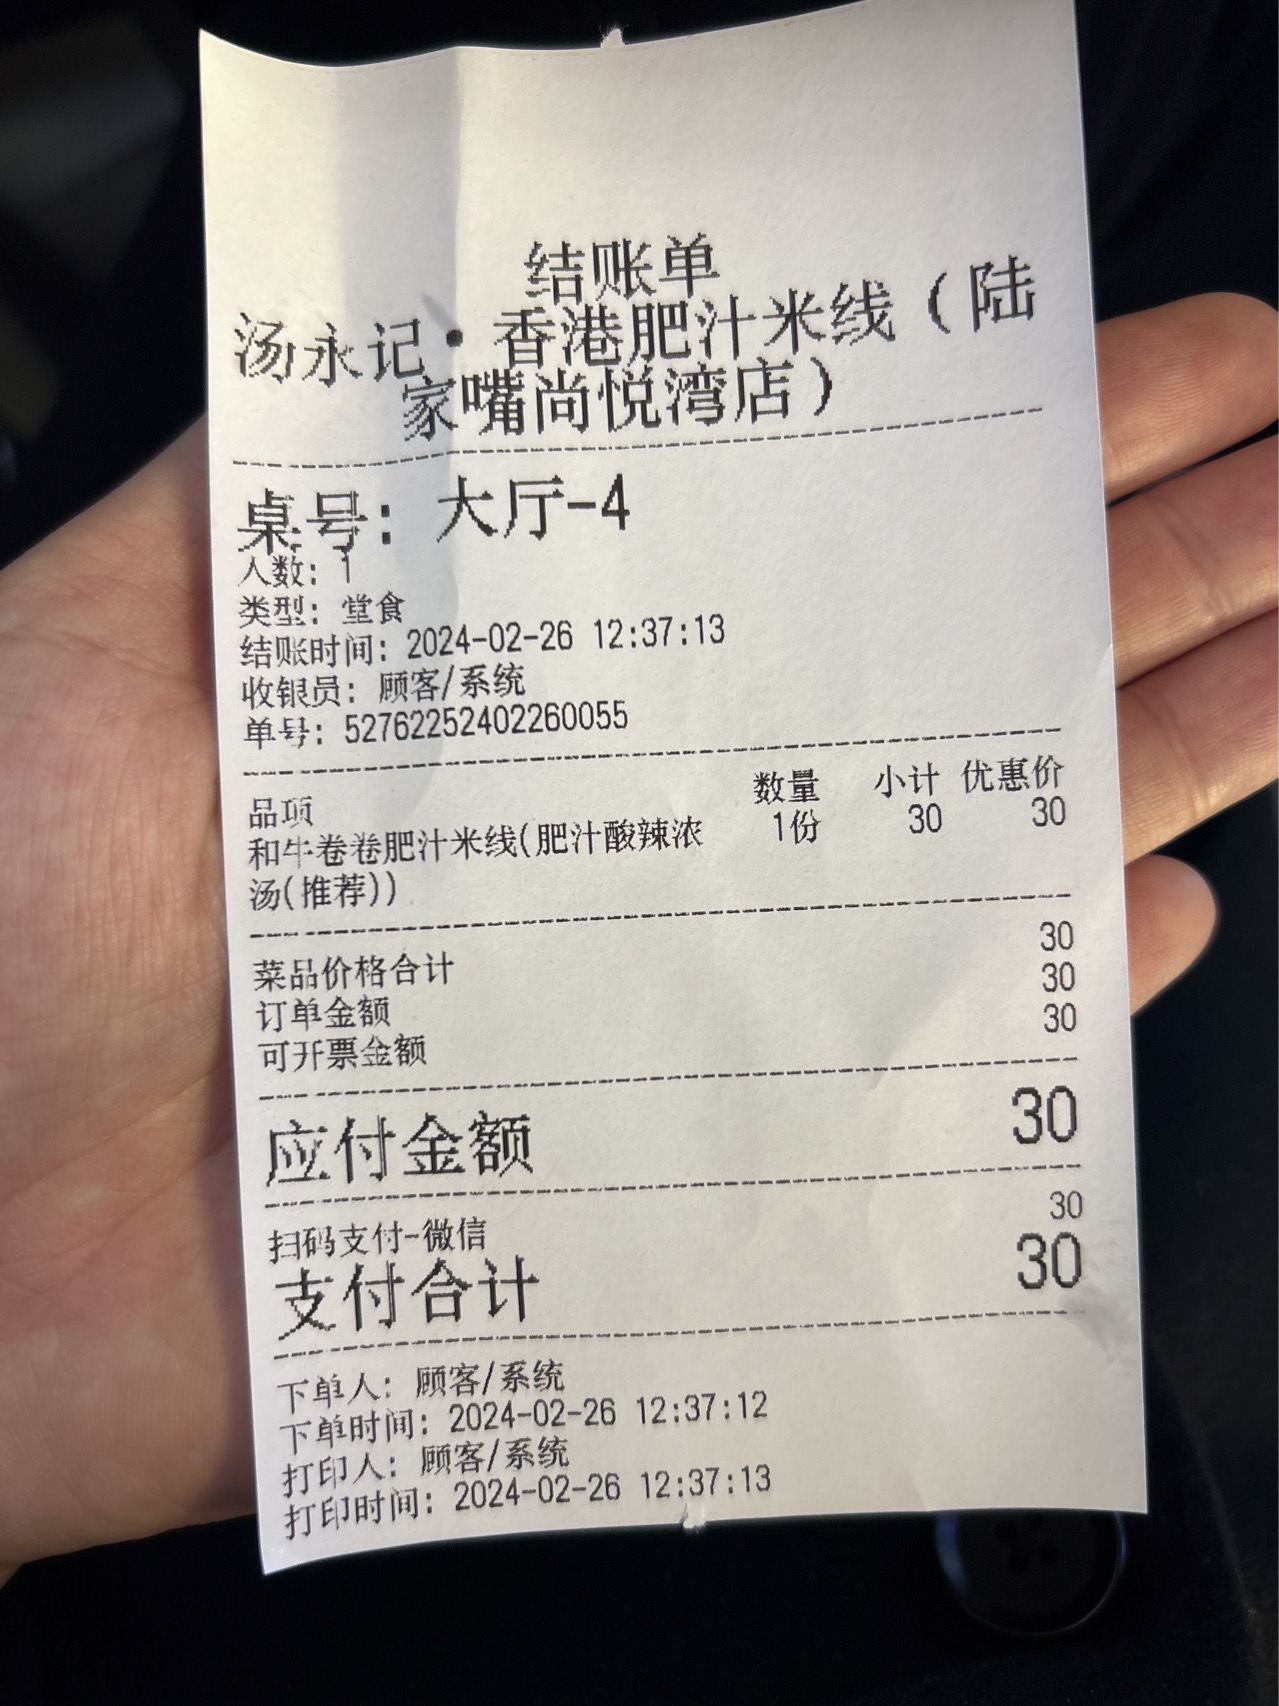 结账单
汤永记·香港肥汁米线（陆
家嘴尚悦湾店）
桌号：大厅-4
人数：1
类型：堂食
结账时间：2024-02-26 12:37:13
收银员：顾客/系统
单号：52762252402260055
品项 数量 小计 优惠价
和牛卷卷肥汁米线(肥汁酸辣浓 1份 30 30
汤(推荐))
菜品价格合计 30
订单金额 30
可开票金额 30
应付金额 30
扫码支付-微信 30
支付合计 30
下单人：顾客/系统
下单时间：2024-02-26 12:37:12
打印人：顾客/系统
打印时间：2024-02-26 12:37:13